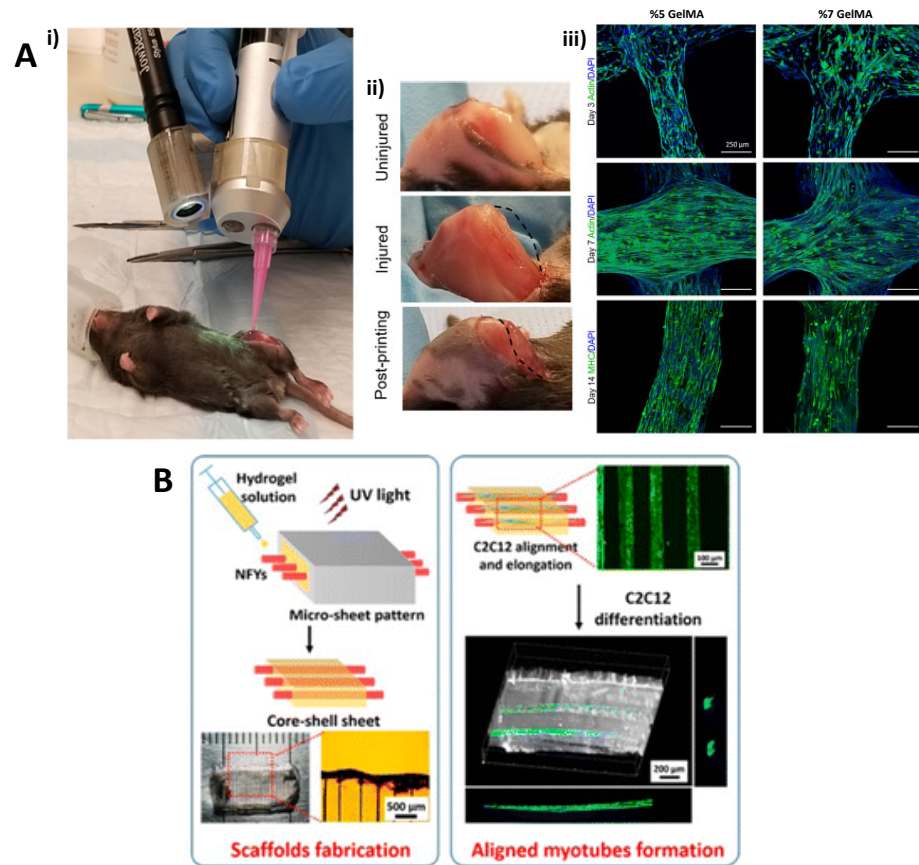 A
i)
ii)
Uninjured
Injured
Post-printing
iii)
%5 GelMA
%7 GelMA
Day 3 Actin/DAPI
250 µm
Day 7 Actin/DAPI
Day 14 MHC/DAPI
B
Hydrogel
solution
UV light
NFYs
Micro-sheet pattern
Core-shell sheet
500 µm
Scaffolds fabrication
C2C12 alignment
and elongation
100 µm
C2C12
differentiation
200 µm
Aligned myotubes formation